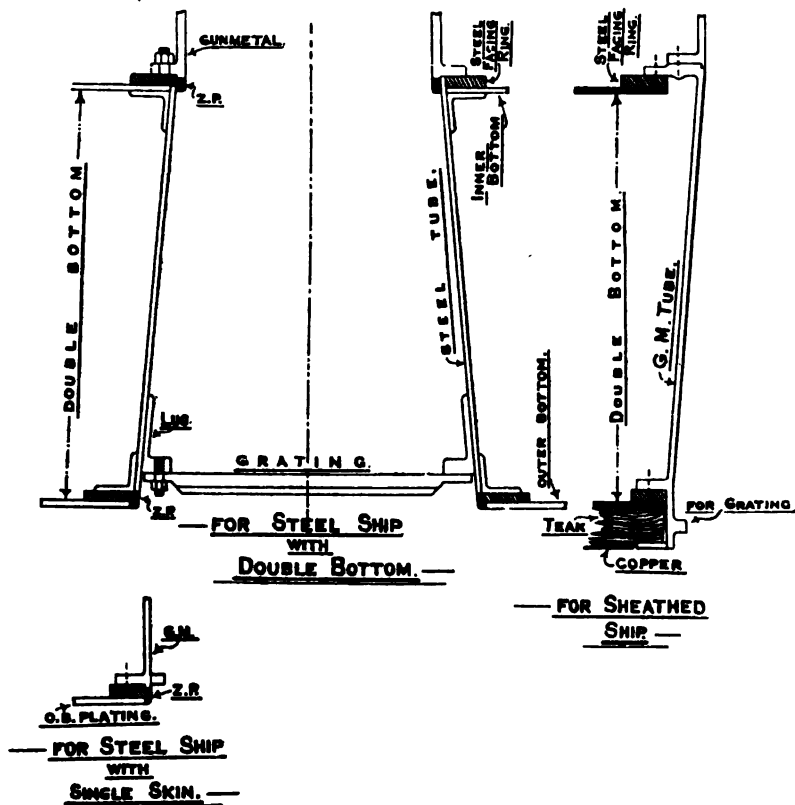 GUNMETAL
Z.P.
DOUBLE BOTTOM
LUG.
GRATING.
Z.P.
STEEL FACING RING.
INNER BOTTOM
STEEL TUBE.
OUTER BOTTOM.
FOR STEEL SHIP
WITH
DOUBLE BOTTOM.
STEEL FACING RING.
DOUBLE BOTTOM.
G.M. TUBE.
FOR GRATING
TEAK
COPPER
FOR SHEATHED
SHIP.
G.M.
Z.P.
O.B. PLATING.
FOR STEEL SHIP
WITH
SINGLE SKIN.